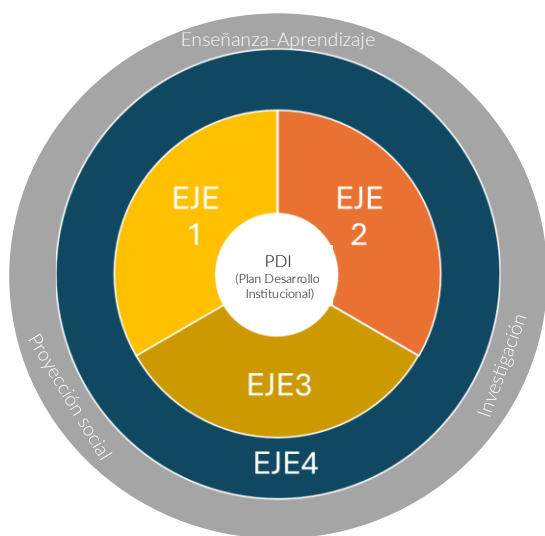 Enseñanza-Aprendizaje
EJE
1
EJE
2
PDI
(Plan Desarrollo
Institucional)
EJE3
EJE4
Proyección social
Investigación